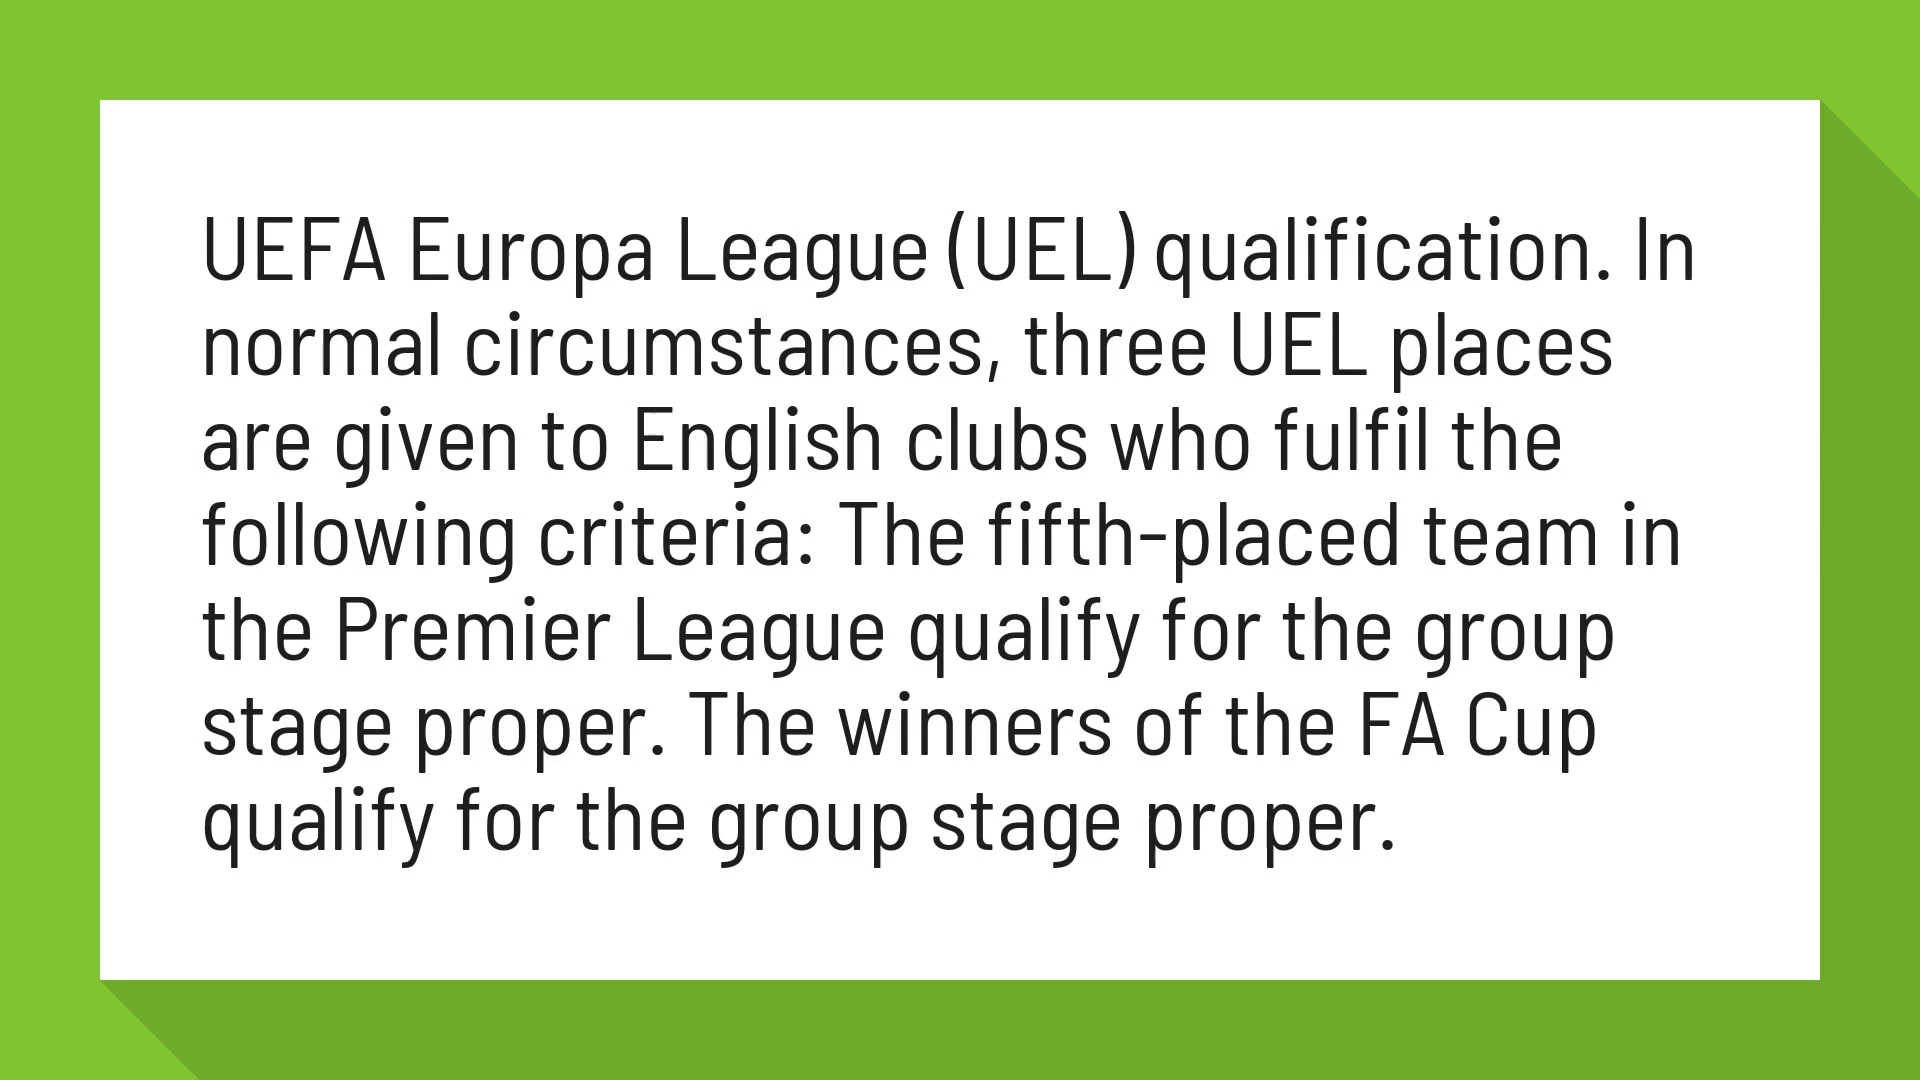 UEFA Europa League (UEL) qualification. In
normal circumstances, three UEL places
are given to English clubs who fulfil the
following criteria: The fifth-placed team in
the Premier League qualify for the group
stage proper. The winners of the FA Cup
qualify for the group stage proper.